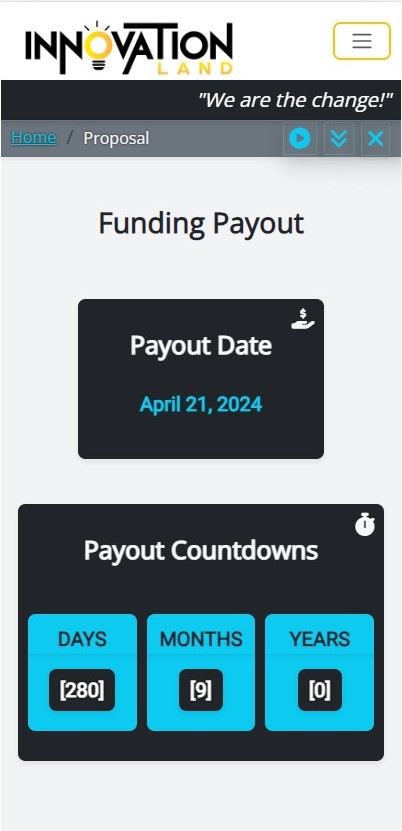 INNOVATION
LAND
"We are the change!"
Home / Proposal
Funding Payout
$
Payout Date
April 21, 2024
Payout Countdowns
DAYS MONTHS YEARS
[280] [9] [0]